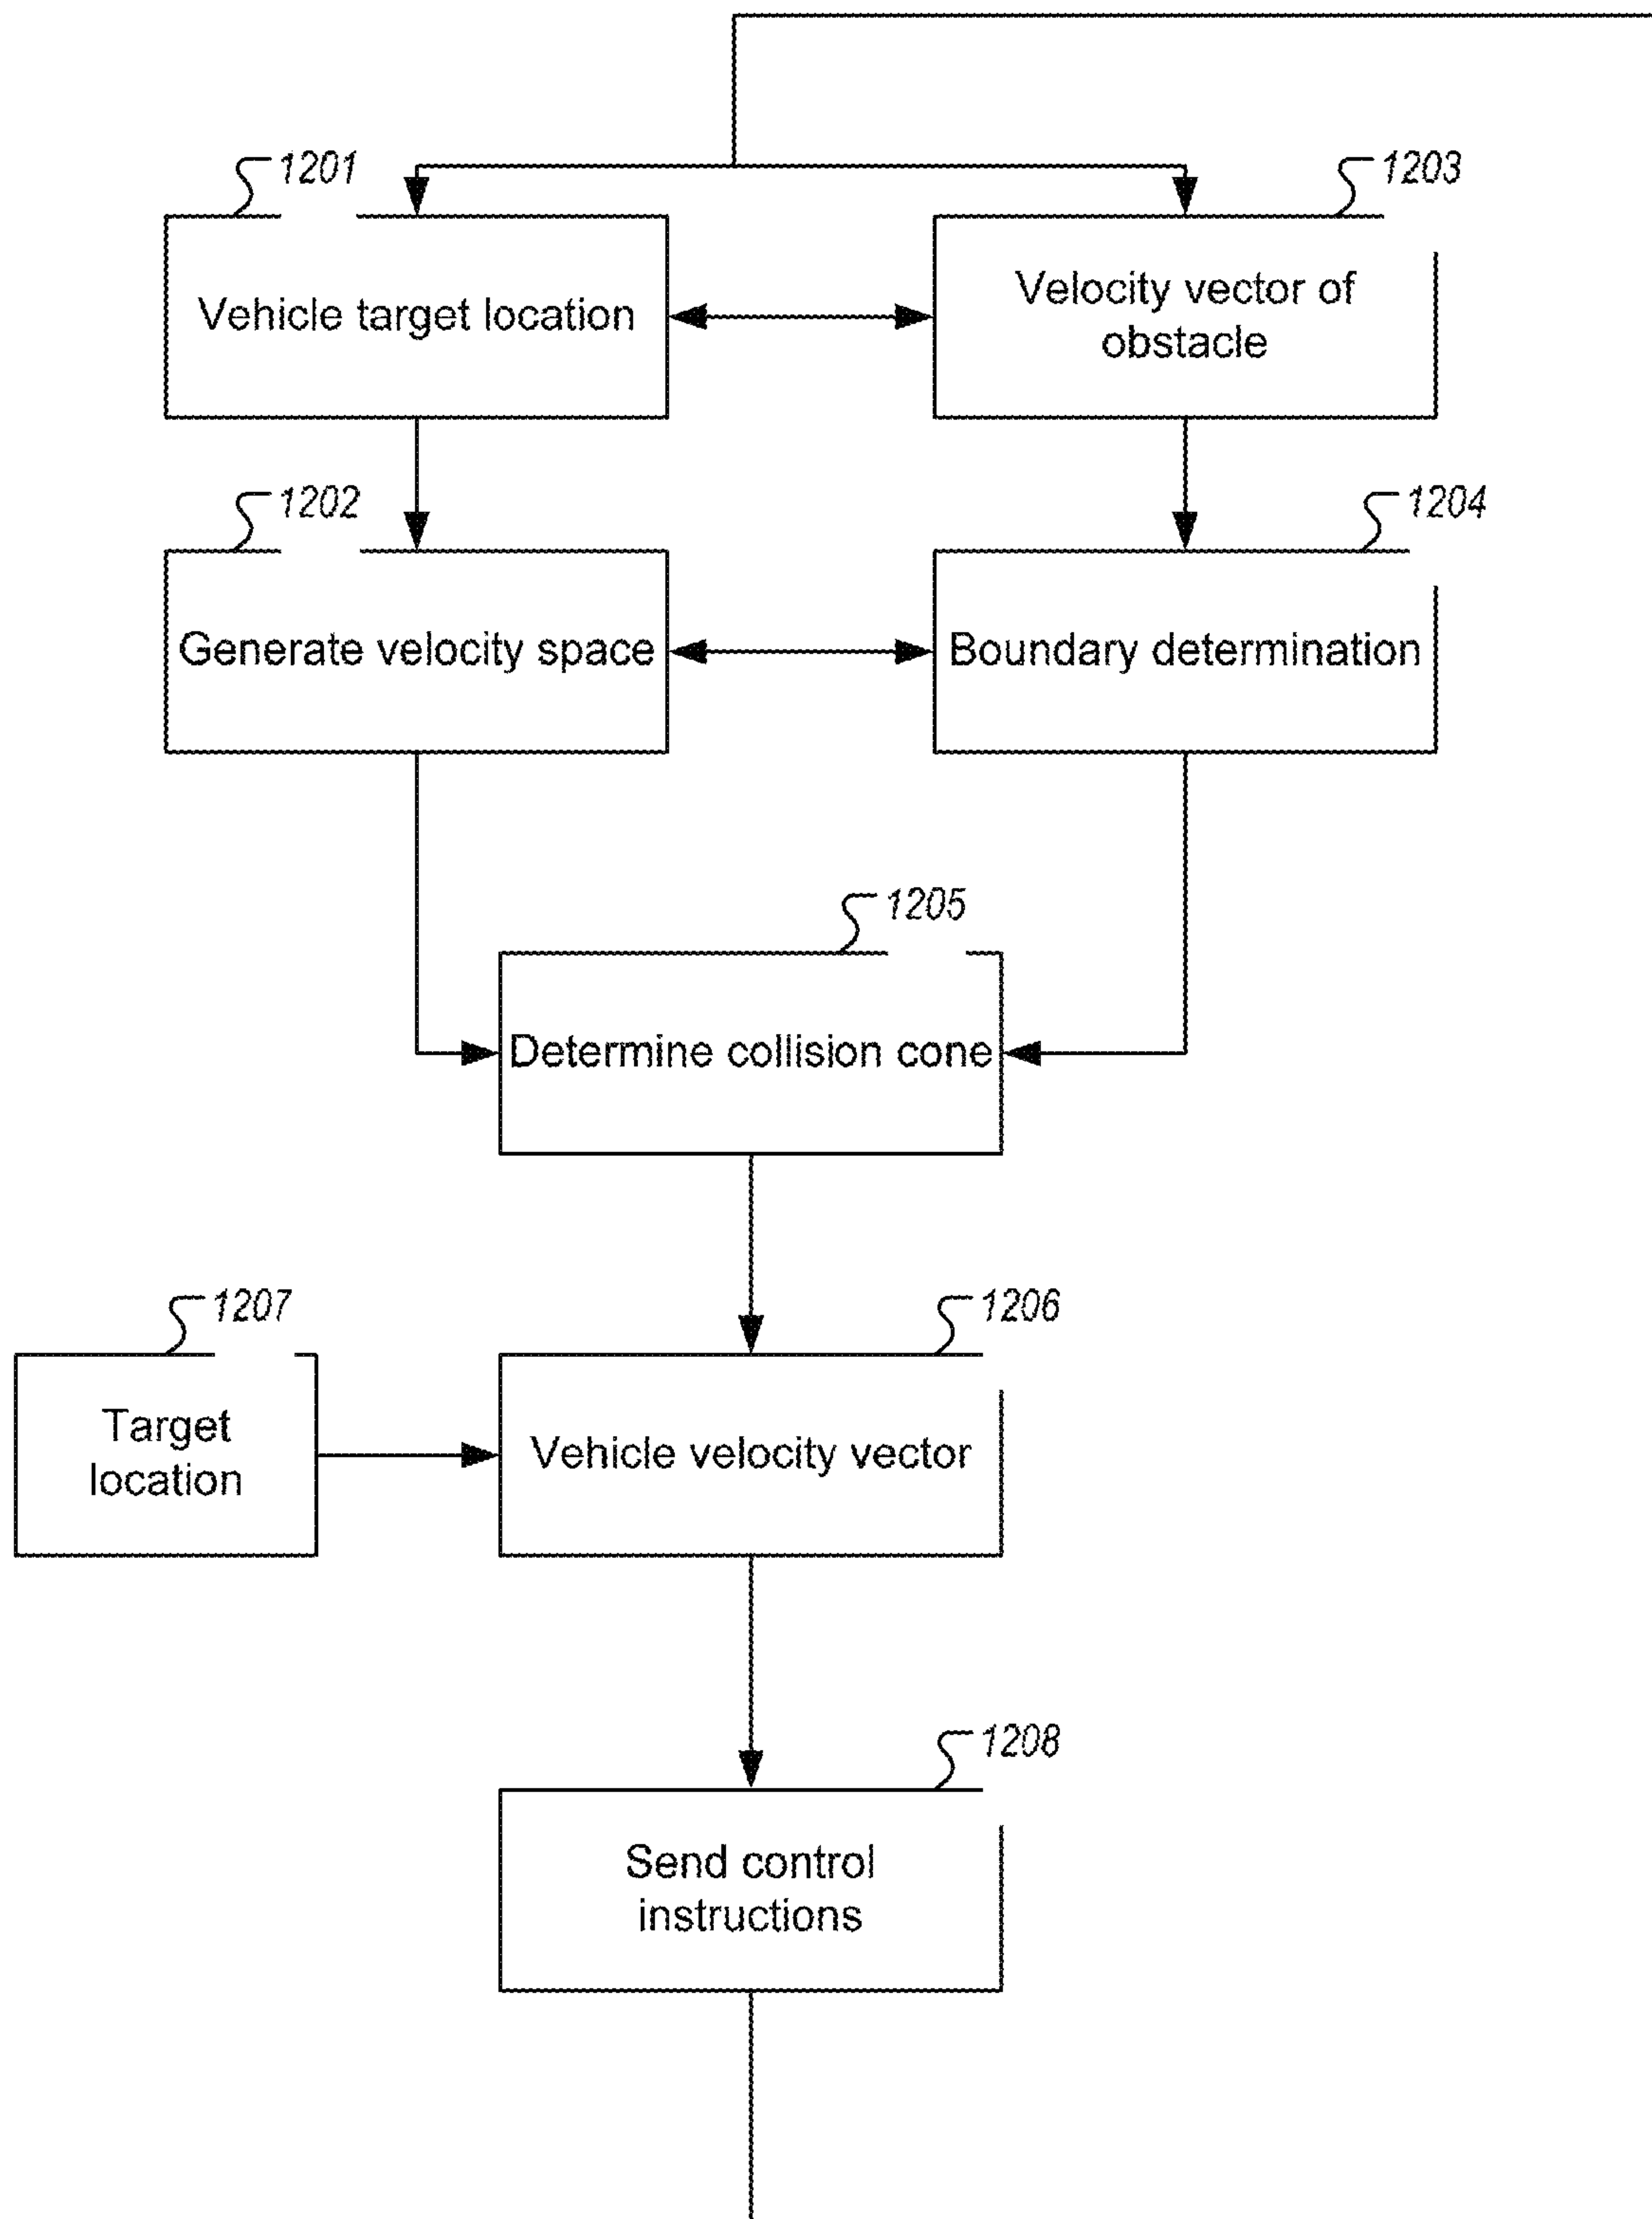 1201
1203
Vehicle target location
Velocity vector of
obstacle
1202
1204
Generate velocity space
Boundary determination
1205
Determine collision cone
1207
1206
Target
location
Vehicle velocity vector
1208
Send control
instructions